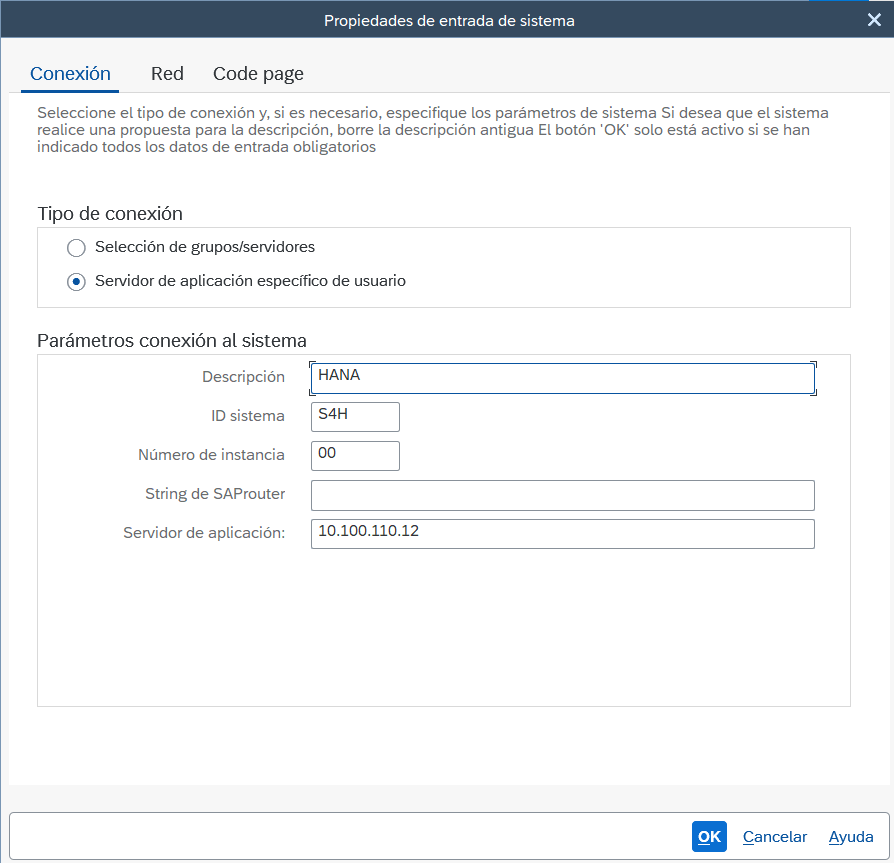 Propiedades de entrada de sistema
Conexión
Red
Code page
Seleccione el tipo de conexión y, si es necesario, especifique los parámetros de sistema Si desea que el sistema
realice una propuesta para la descripción, borre la descripción antigua El botón 'OK' solo está activo si se han
indicado todos los datos de entrada obligatorios
Tipo de conexión
Selección de grupos/servidores
Servidor de aplicación específico de usuario
Parámetros conexión al sistema
Descripción HANA
ID sistema S4H
Número de instancia 00
String de SAProuter
Servidor de aplicación: 10.100.110.12
OK Cancelar Ayuda